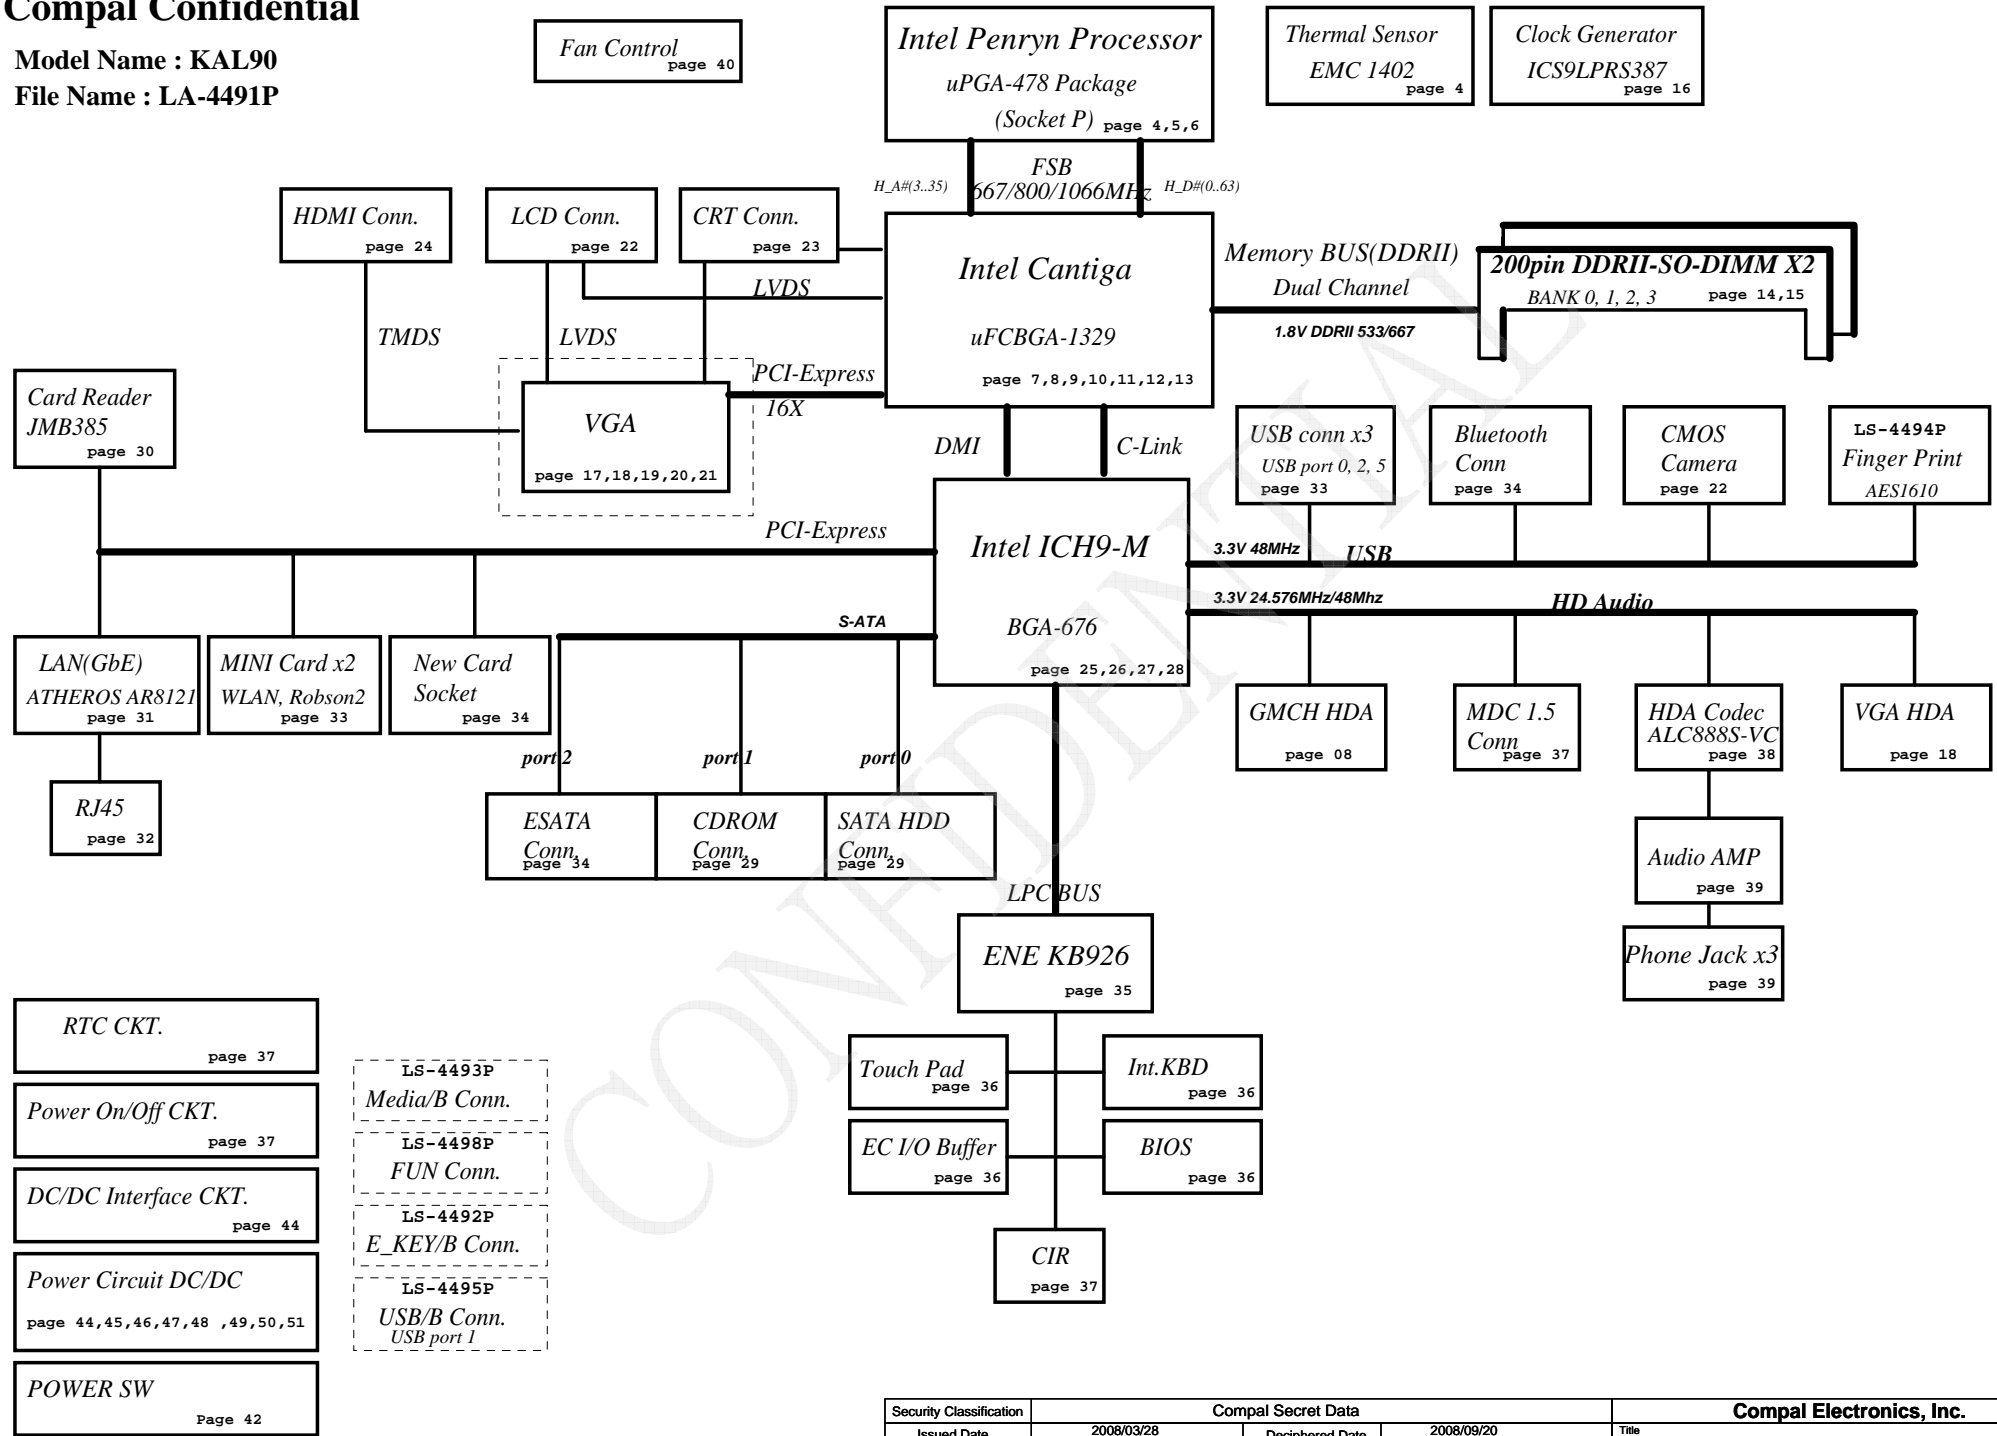 Compal Confidential
Model Name : KAL90
File Name : LA-4491P
Fan Control
page 40
Intel Penryn Processor
uPGA-478 Package
(Socket P) page 4,5,6
Thermal Sensor
EMC 1402
page 4
Clock Generator
ICS9LPRS387
page 16
H_A#(3..35)
FSB
667/800/1066MHz
H_D#(0..63)
HDMI Conn.
page 24
LCD Conn.
page 22
CRT Conn.
page 23
LVDS
TMDS
LVDS
Intel Cantiga
uFCBGA-1329
page 7,8,9,10,11,12,13
Memory BUS(DDRII)
Dual Channel
1.8V DDRII 533/667
200pin DDRII-SO-DIMM X2
BANK 0, 1, 2, 3 page 14,15
PCI-Express
16X
VGA
page 17,18,19,20,21
Card Reader
JMB385
page 30
DMI
C-Link
USB conn x3
USB port 0, 2, 5
page 33
Bluetooth
Conn
page 34
CMOS
Camera
page 22
LS-4494P
Finger Print
AES1610
PCI-Express
Intel ICH9-M
BGA-676
page 25,26,27,28
3.3V 48MHz
USB
3.3V 24.576MHz/48Mhz
HD Audio
S-ATA
LAN(GbE)
ATHEROS AR8121
page 31
MINI Card x2
WLAN, Robson2
page 33
New Card
Socket
page 34
GMCH HDA
page 08
MDC 1.5
Conn
page 37
HDA Codec
ALC888S-VC
page 38
VGA HDA
page 18
port 2
port 1
port 0
RJ45
page 32
ESATA
Conn.
page 34
CDROM
Conn.
page 29
SATA HDD
Conn.
page 29
Audio AMP
page 39
LPC BUS
ENE KB926
page 35
Phone Jack x3
page 39
RTC CKT.
page 37
Power On/Off CKT.
page 37
DC/DC Interface CKT.
page 44
Power Circuit DC/DC
page 44,45,46,47,48 ,49,50,51
POWER SW
Page 42
LS-4493P
Media/B Conn.
LS-4498P
FUN Conn.
LS-4492P
E_KEY/B Conn.
LS-4495P
USB/B Conn.
USB port 1
Touch Pad
page 36
Int.KBD
page 36
EC I/O Buffer
page 36
BIOS
page 36
CIR
page 37
CONFIDENTIAL
Security Classification
Compal Secret Data
Compal Electronics, Inc.
Issued Date
2008/03/28
Deciphered Date
2008/09/20
Title